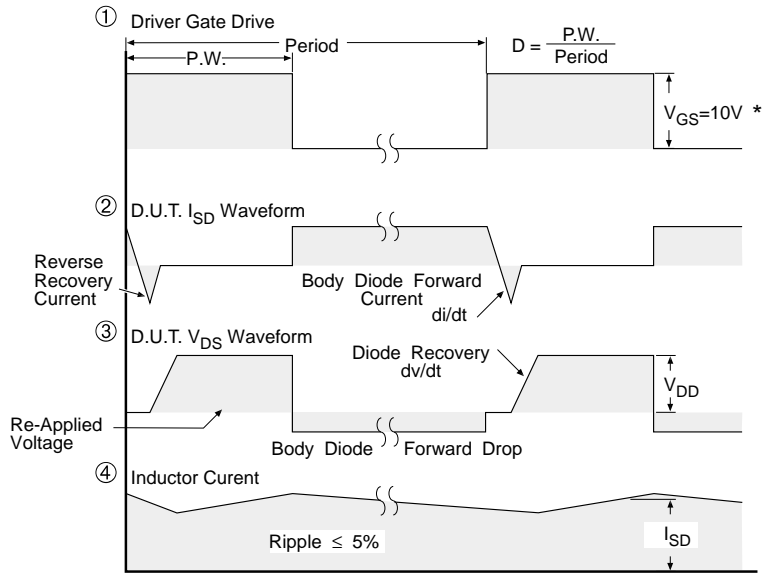 ① Driver Gate Drive
P.W.
Period
D = P.W.
Period
VGS=10V *
② D.U.T. ISD Waveform
Reverse
Recovery
Current
Body Diode Forward
Current
di/dt
③ D.U.T. VDS Waveform
Diode Recovery
dv/dt
VDD
Re-Applied
Voltage
Body Diode Forward Drop
④ Inductor Curent
Ripple ≤ 5%
ISD